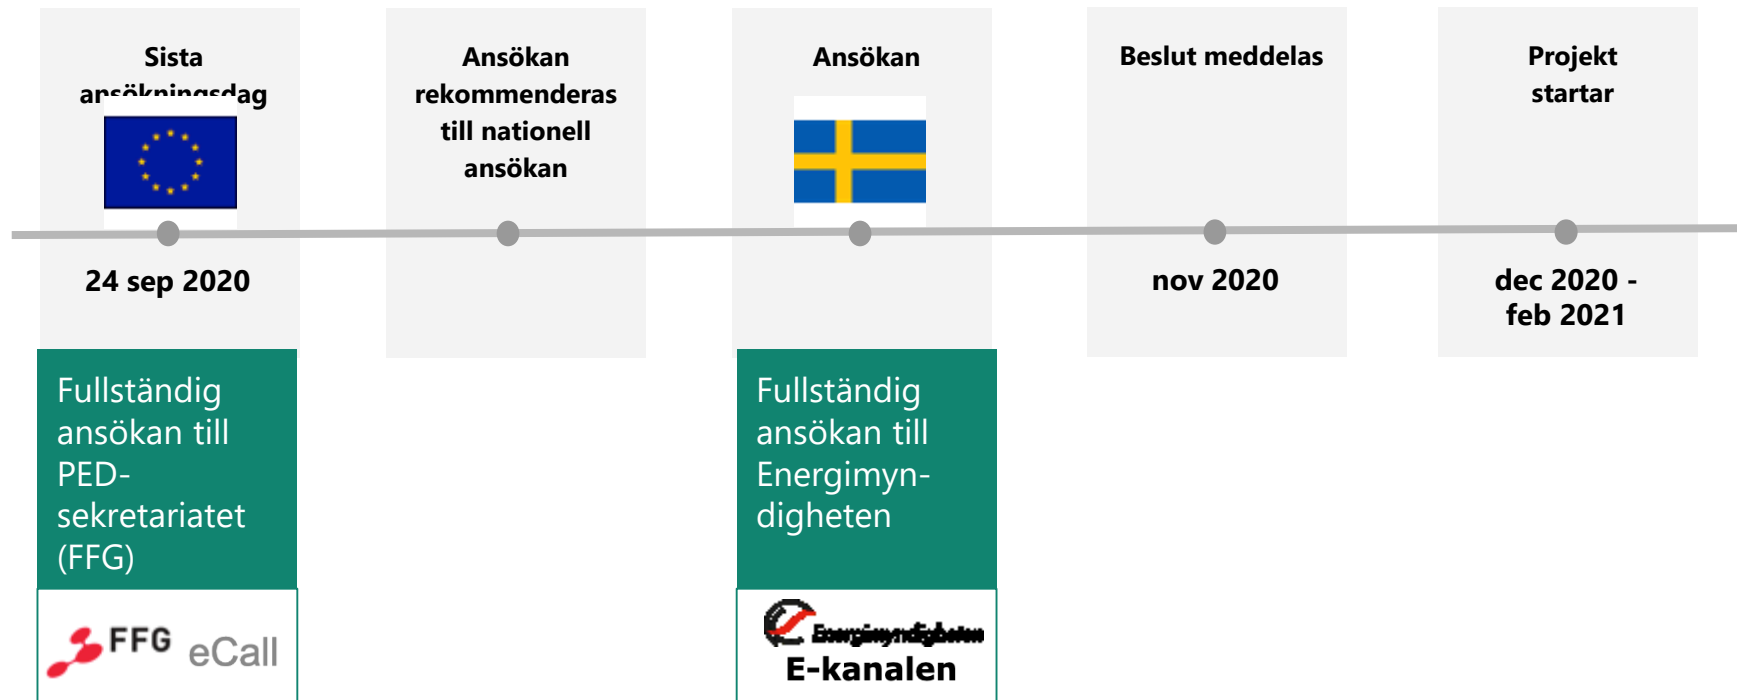 Sista
ansökningsdag
Ansökan
rekommenderas
till nationell
ansökan
Ansökan
Beslut meddelas
Projekt
startar
24 sep 2020
nov 2020
dec 2020 -
feb 2021
Fullständig
ansökan till
PED-
sekretariatet
(FFG)
Fullständig
ansökan till
Energimyn-
digheten
FFG eCall
Energimyndigheten
E-kanalen